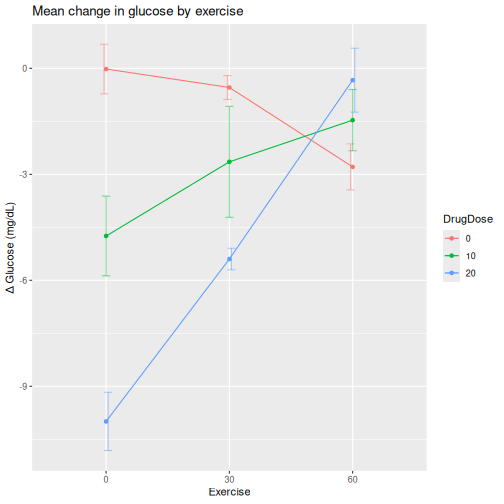 Mean change in glucose by exercise
Δ Glucose (mg/dL)
0
-3
-6
-9
0
30
60
Exercise
DrugDose
0
10
20